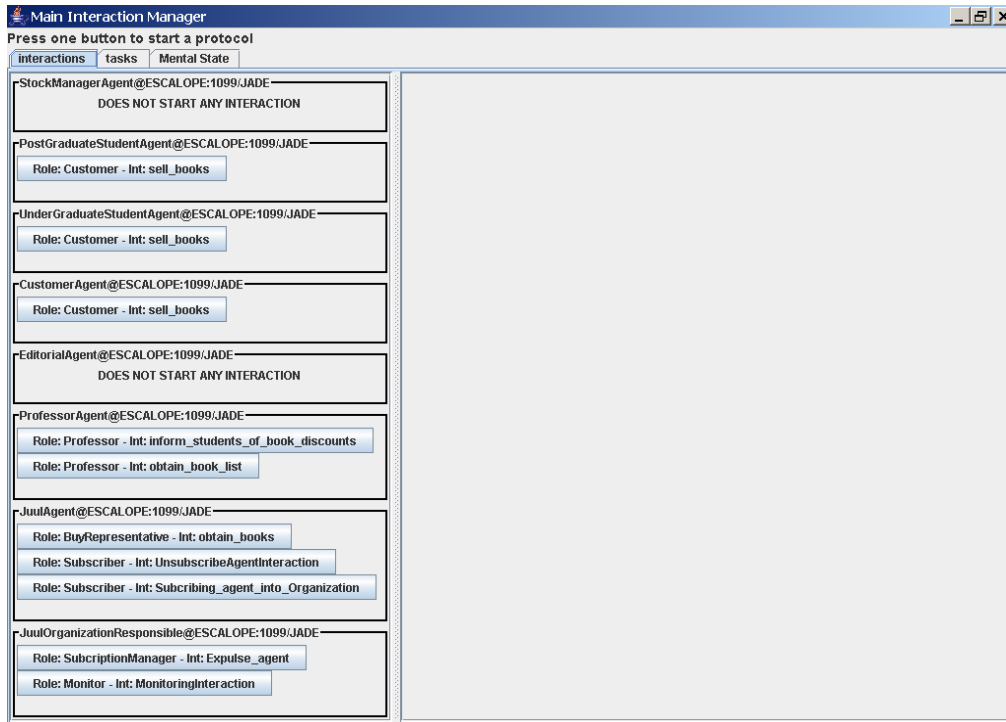 Main Interaction Manager
Press one button to start a protocol
interactions tasks Mental State
StockManagerAgent@ESCALOPE:1099/JADE
DOES NOT START ANY INTERACTION
PostGraduateStudentAgent@ESCALOPE:1099/JADE
Role: Customer - Int: sell_books
UnderGraduateStudentAgent@ESCALOPE:1099/JADE
Role: Customer - Int: sell_books
CustomerAgent@ESCALOPE:1099/JADE
Role: Customer - Int: sell_books
EditorialAgent@ESCALOPE:1099/JADE
DOES NOT START ANY INTERACTION
ProfessorAgent@ESCALOPE:1099/JADE
Role: Professor - Int: inform_students_of_book_discounts
Role: Professor - Int: obtain_book_list
JuulAgent@ESCALOPE:1099/JADE
Role: BuyRepresentative - Int: obtain_books
Role: Subscriber - Int: UnsubscribeAgentInteraction
Role: Subscriber - Int: Subcribing_agent_into_Organization
JuulOrganizationResponsible@ESCALOPE:1099/JADE
Role: SubcriptionManager - Int: Expulse_agent
Role: Monitor - Int: MonitoringInteraction